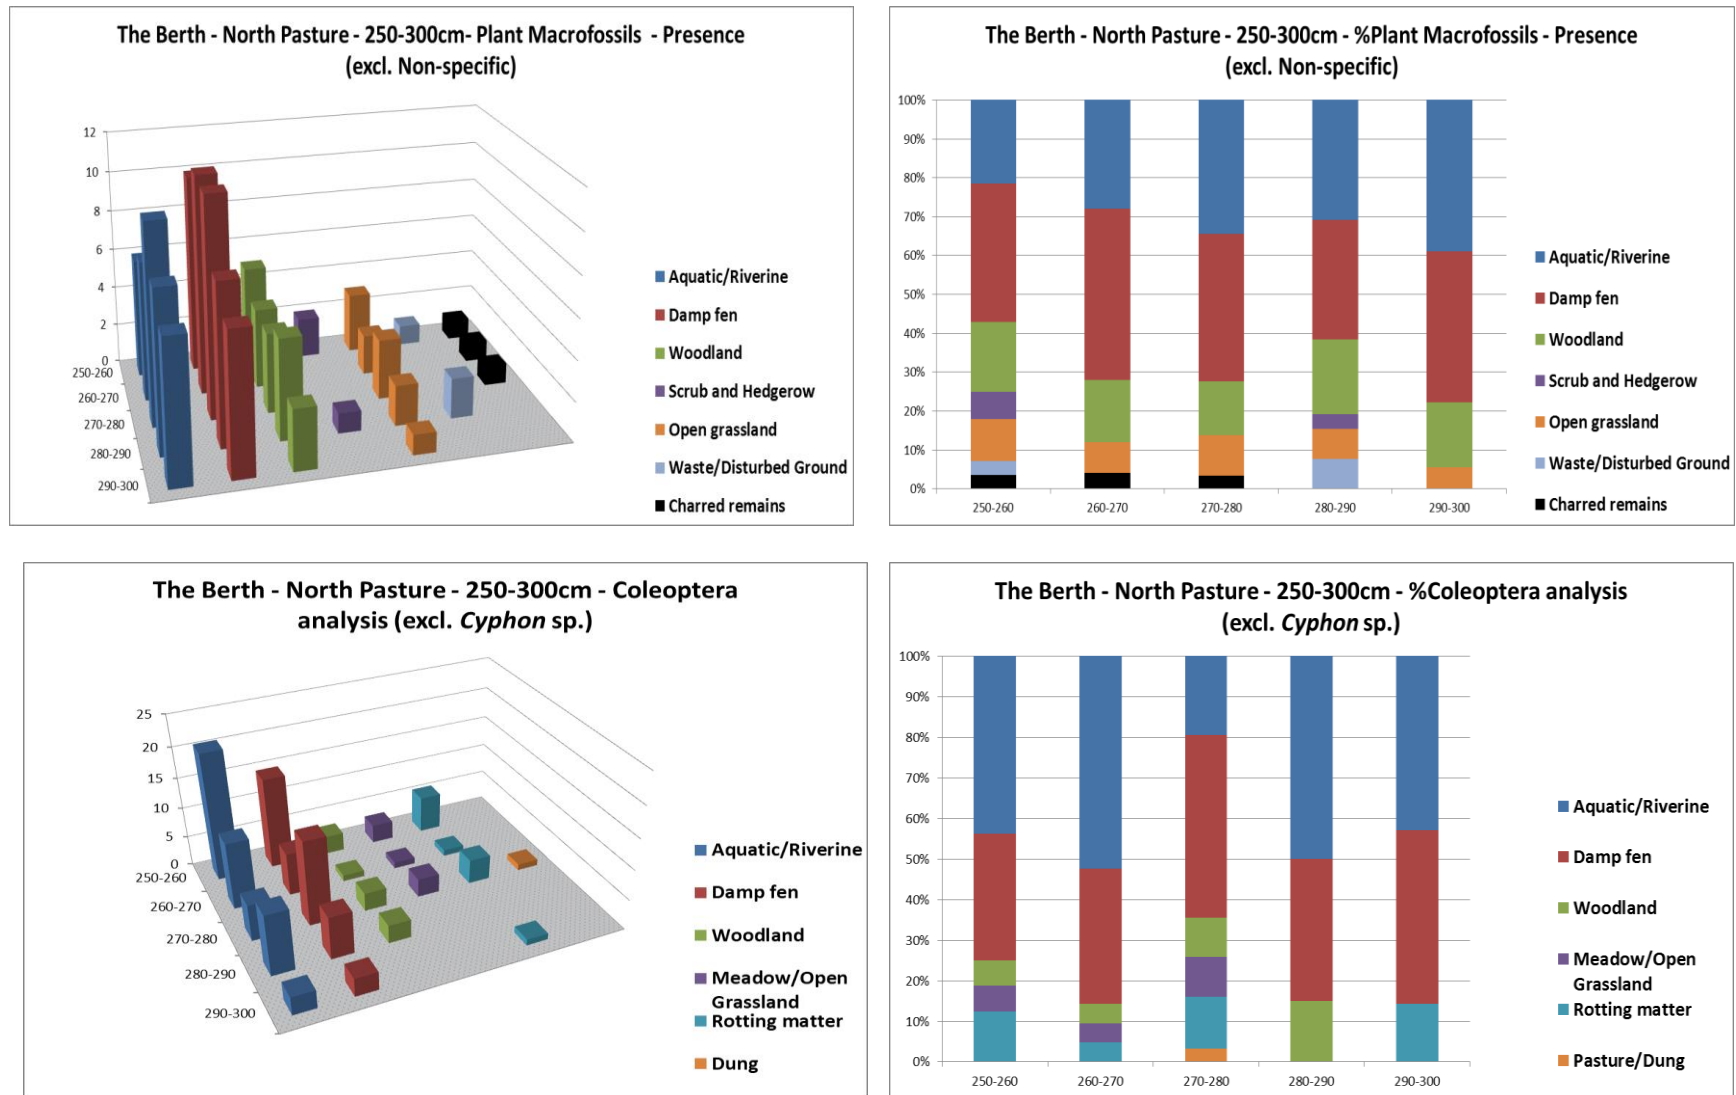 The Berth - North Pasture - 250-300cm- Plant Macrofossils - Presence
(excl. Non-specific)
12
10
8
6
4
2
0
250-260
260-270
270-280
280-290
290-300
Aquatic/Riverine
Damp fen
Woodland
Scrub and Hedgerow
Open grassland
Waste/Disturbed Ground
Charred remains
The Berth - North Pasture - 250-300cm - %Plant Macrofossils - Presence
(excl. Non-specific)
100%
90%
80%
70%
60%
50%
40%
30%
20%
10%
0%
250-260
260-270
270-280
280-290
290-300
Aquatic/Riverine
Damp fen
Woodland
Scrub and Hedgerow
Open grassland
Waste/Disturbed Ground
Charred remains
The Berth - North Pasture - 250-300cm - Coleoptera
analysis (excl. Cyphon sp.)
25
20
15
10
5
0
250-260
260-270
270-280
280-290
290-300
Aquatic/Riverine
Damp fen
Woodland
Meadow/Open
Grassland
Rotting matter
Dung
The Berth - North Pasture - 250-300cm - %Coleoptera analysis
(excl. Cyphon sp.)
100%
90%
80%
70%
60%
50%
40%
30%
20%
10%
0%
250-260
260-270
270-280
280-290
290-300
Aquatic/Riverine
Damp fen
Woodland
Meadow/Open
Grassland
Rotting matter
Pasture/Dung